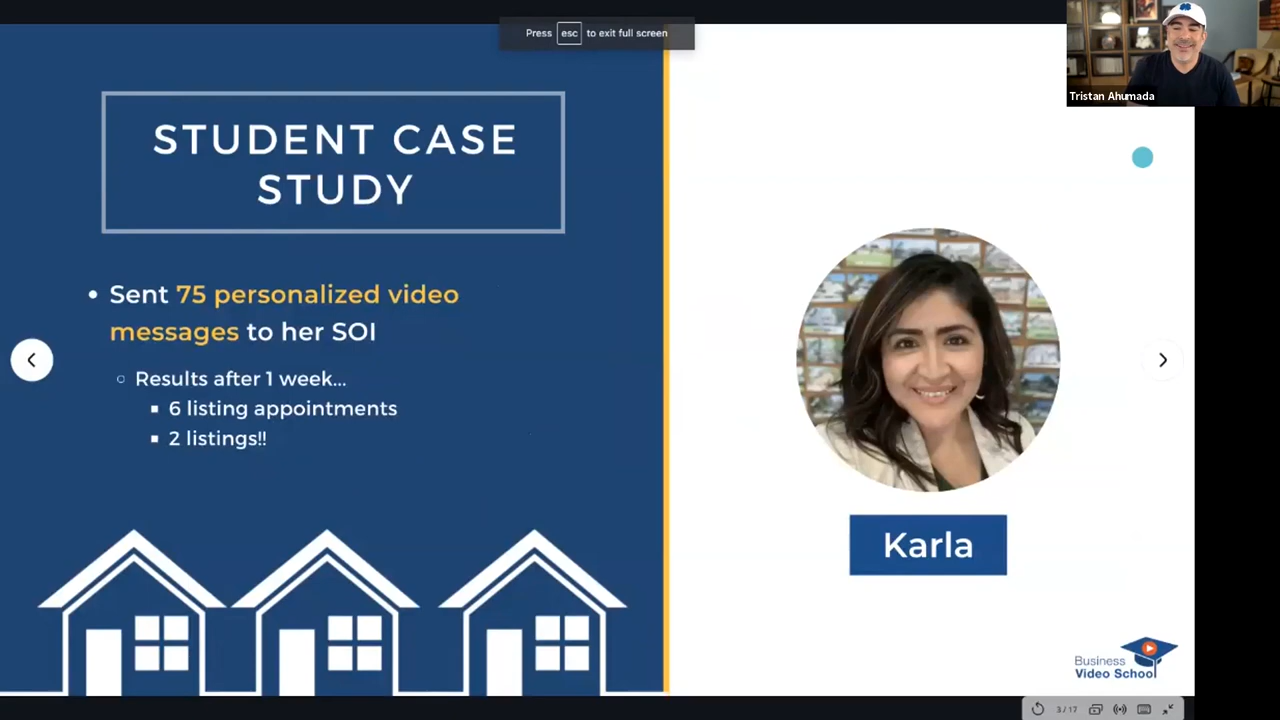 Press esc to exit full screen
Tristan Ahumada
STUDENT CASE
STUDY
• Sent 75 personalized video
messages to her SOI
○ Results after 1 week...
▪ 6 listing appointments
▪ 2 listings!!
Karla
Business
Video School
3 / 17